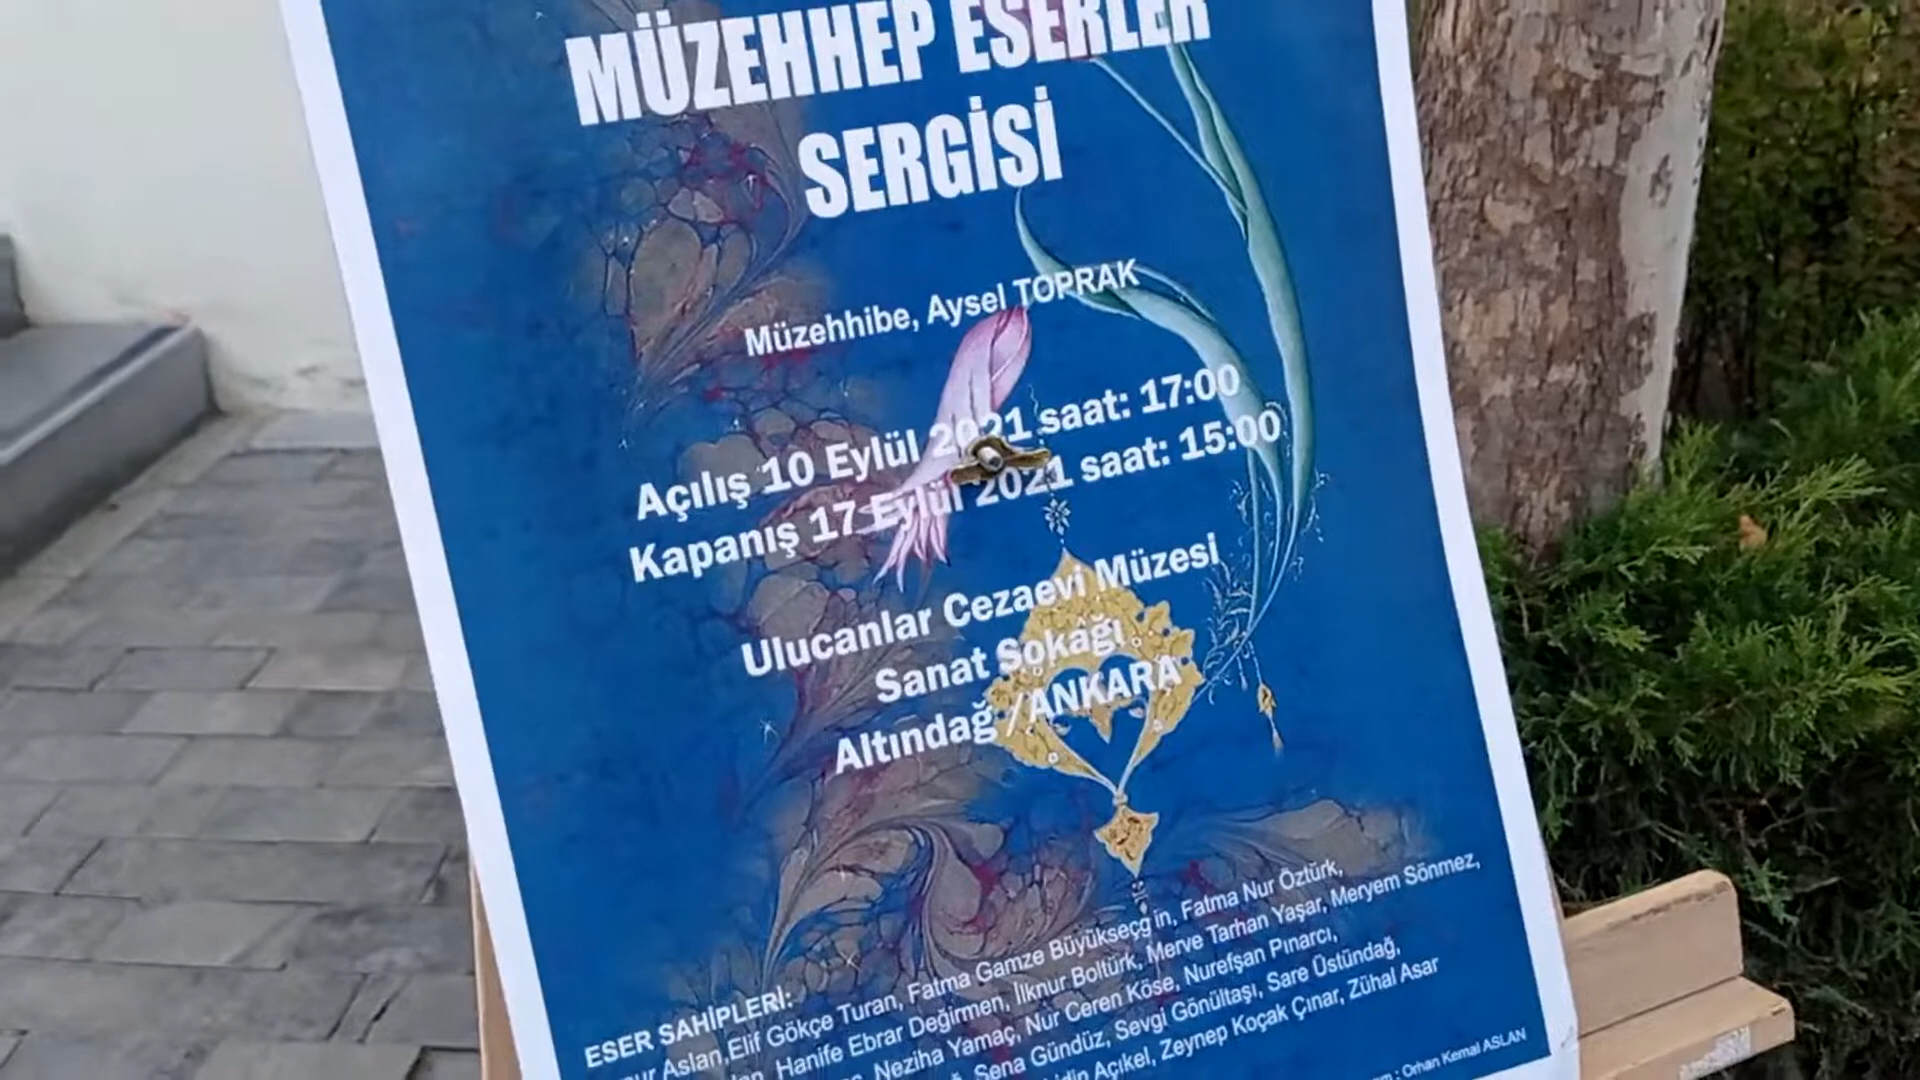 MÜZEHHEP ESERLER
SERGİSİ
Müzehhibe, Aysel TOPRAK
Açılış 10 Eylül 2021 saat: 17:00
Kapanış 17 Eylül 2021 saat: 15:00
Ulucanlar Cezaevi Müzesi
Sanat Sokağı
Altındağ /ANKARA
ESER SAHİPLERİ:
Aslan,Elif Gökçe Turan, Fatma Gamze Büyükseçgin, Fatma Nur Öztürk,
Hanife Ebrar Değirmen, İlknur Boltürk, Merve Tarhan Yaşar, Meryem Sönmez,
Neziha Yamaç, Nur Ceren Köse, Nurefşan Pınarcı,
Sena Gündüz, Sevgi Gönültaşı, Sare Üstündağ,
Açıkel, Zeynep Koçak Çınar, Zühal Asar
: Orhan Kemal ASLAN